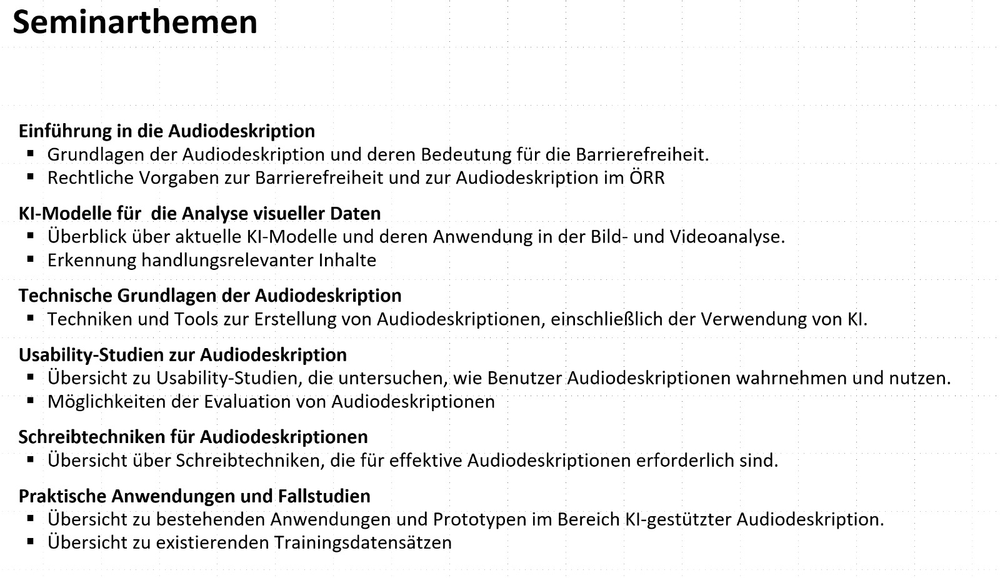 Seminarthemen
Einführung in die Audiodeskription
▪ Grundlagen der Audiodeskription und deren Bedeutung für die Barrierefreiheit.
▪ Rechtliche Vorgaben zur Barrierefreiheit und zur Audiodeskription im ÖRR
KI-Modelle für  die Analyse visueller Daten
▪ Überblick über aktuelle KI-Modelle und deren Anwendung in der Bild- und Videoanalyse.
▪ Erkennung handlungsrelevanter Inhalte
Technische Grundlagen der Audiodeskription
▪ Techniken und Tools zur Erstellung von Audiodeskriptionen, einschließlich der Verwendung von KI.
Usability-Studien zur Audiodeskription
▪ Übersicht zu Usability-Studien, die untersuchen, wie Benutzer Audiodeskriptionen wahrnehmen und nutzen.
▪ Möglichkeiten der Evaluation von Audiodeskriptionen
Schreibtechniken für Audiodeskriptionen
▪ Übersicht über Schreibtechniken, die für effektive Audiodeskriptionen erforderlich sind.
Praktische Anwendungen und Fallstudien
▪ Übersicht zu bestehenden Anwendungen und Prototypen im Bereich KI-gestützter Audiodeskription.
▪ Übersicht zu existierenden Trainingsdatensätzen